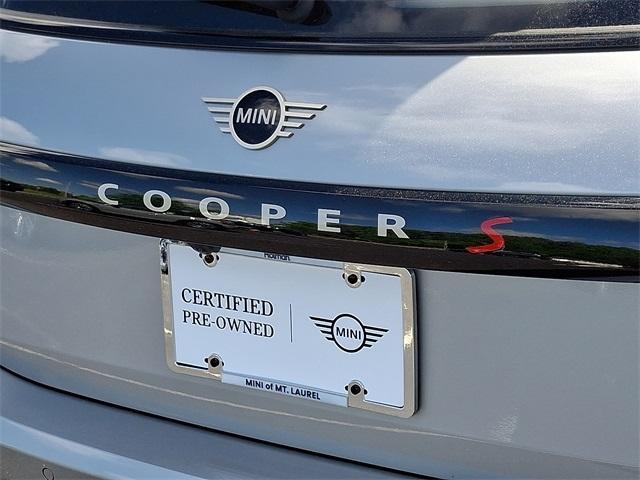 MINI
COOPER S
Holman
CERTIFIED
PRE-OWNED
MINI
MINI of MT. LAUREL